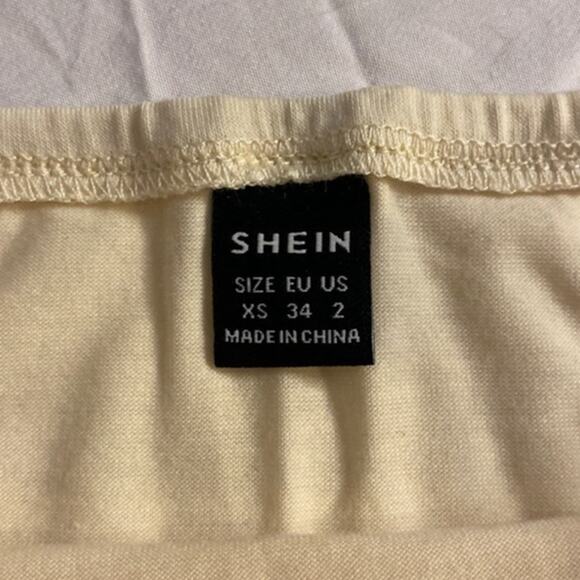 SHEIN
SIZE EU US
XS 34 2
MADE IN CHINA